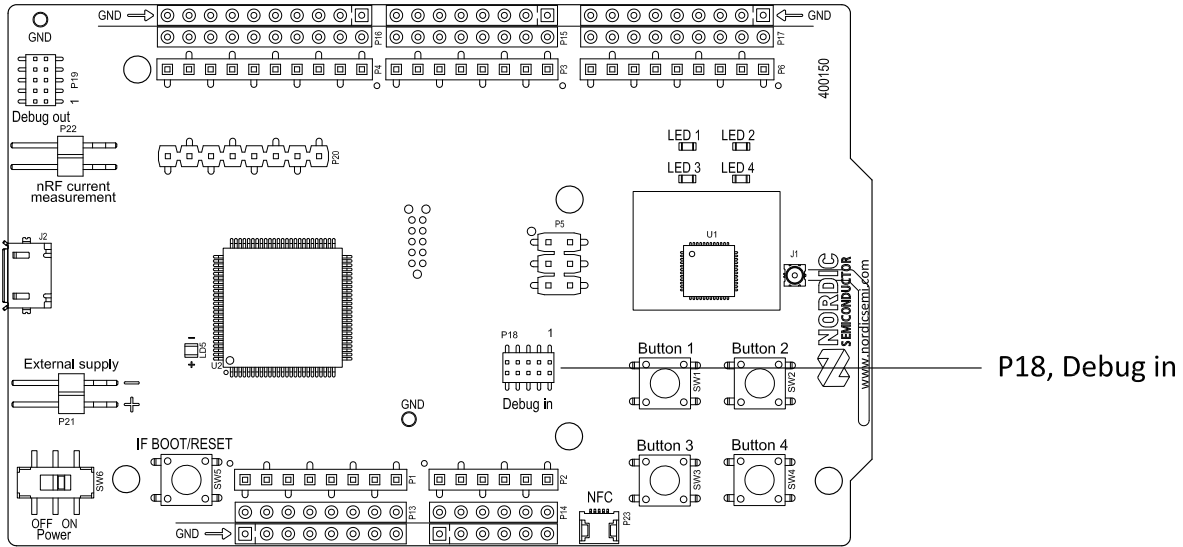 GND
GND
GND
P16
P15
P17
P4
P3
P6
400150
P19
1
Debug out
P22
nRF current
measurement
P20
LED 1
LED 2
LED 3
LED 4
J2
P5
U1
J1
NORDIC
SEMICONDUCTOR
www.nordicsemi.com
P18
1
Debug in
P18, Debug in
- LD5 +
U2
External supply
-
+
P21
GND
Button 1
Button 2
SW1
SW2
IF BOOT/RESET
Button 3
Button 4
SW6
SW5
SW3
SW4
P1
P2
OFF ON
Power
P13
P14
GND
NFC
P23